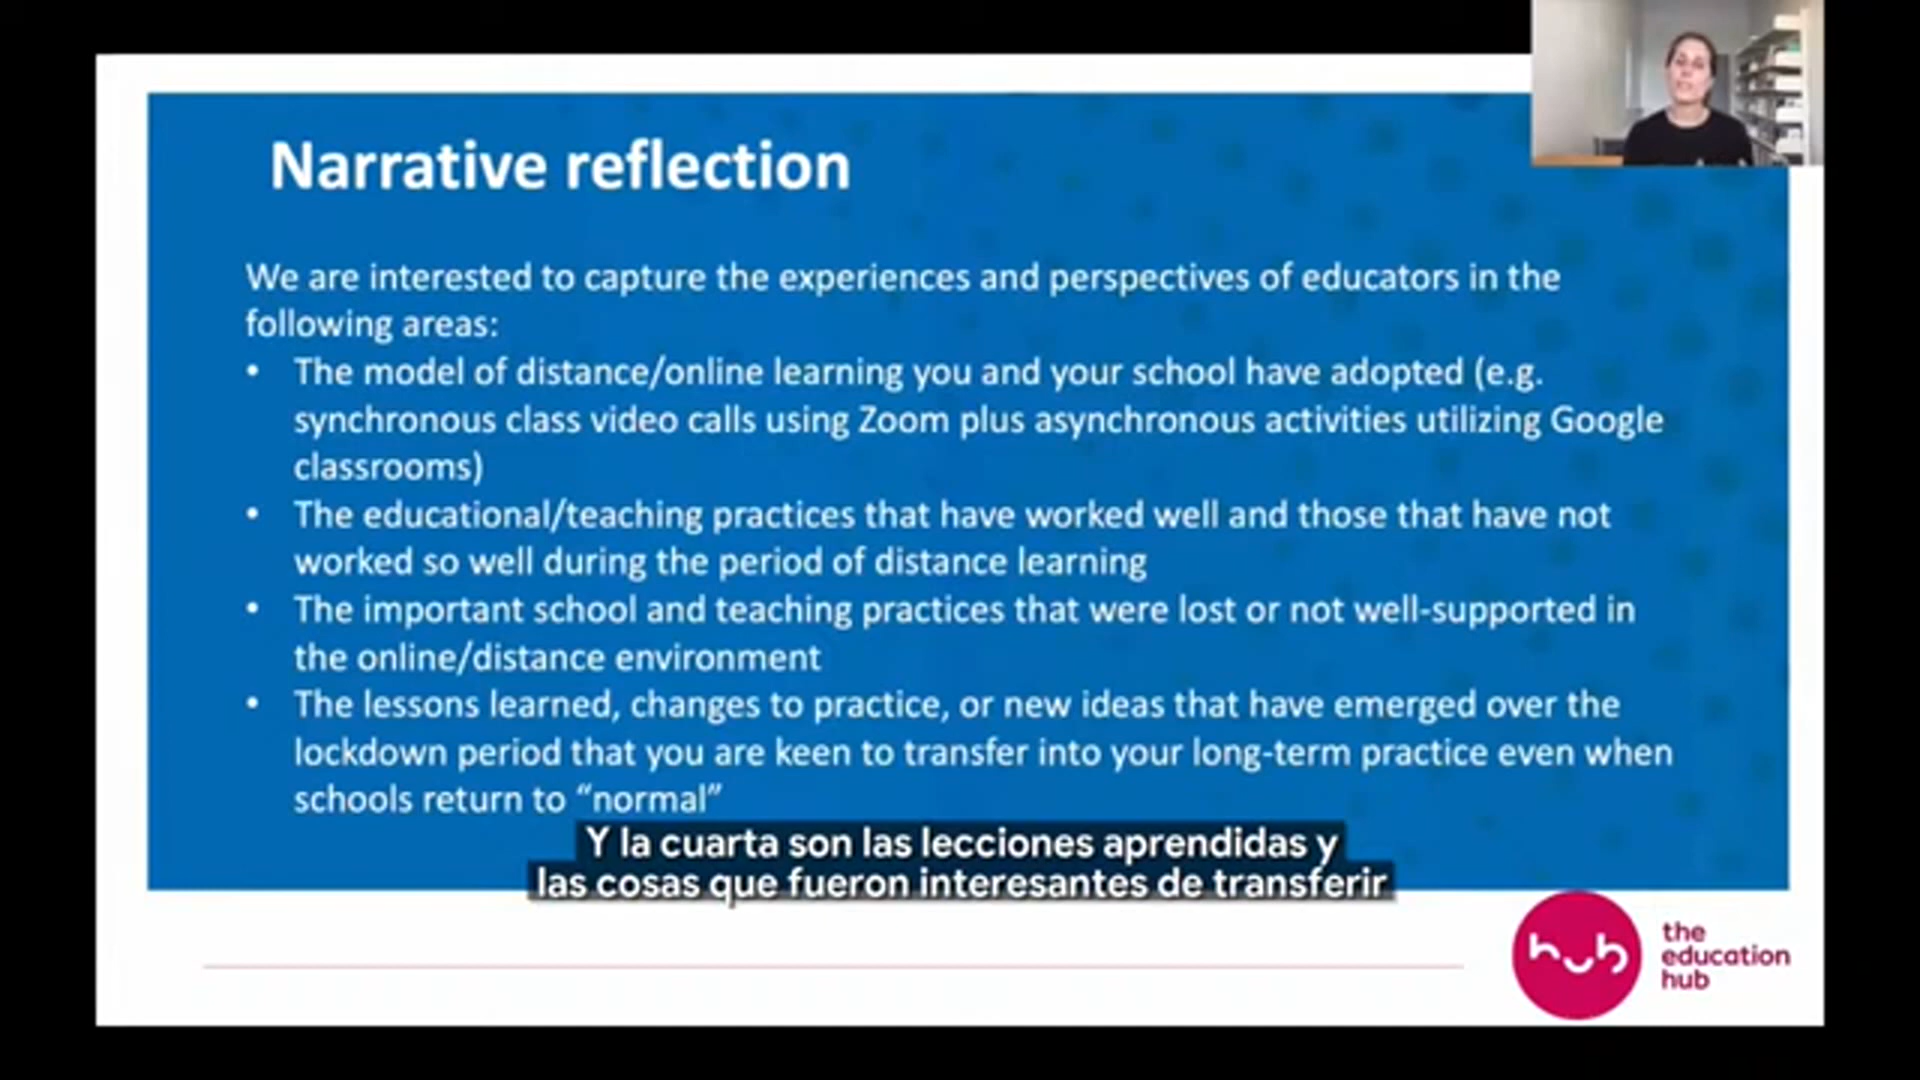 Narrative reflection
We are interested to capture the experiences and perspectives of educators in the
following areas:
• The model of distance/online learning you and your school have adopted (e.g.
synchronous class video calls using Zoom plus asynchronous activities utilizing Google
classrooms)
• The educational/teaching practices that have worked well and those that have not
worked so well during the period of distance learning
• The important school and teaching practices that were lost or not well-supported in
the online/distance environment
• The lessons learned, changes to practice, or new ideas that have emerged over the
lockdown period that you are keen to transfer into your long-term practice even when
schools return to “normal”
Y la cuarta son las lecciones aprendidas y
las cosas que fueron interesantes de transferir
hub
the
education
hub